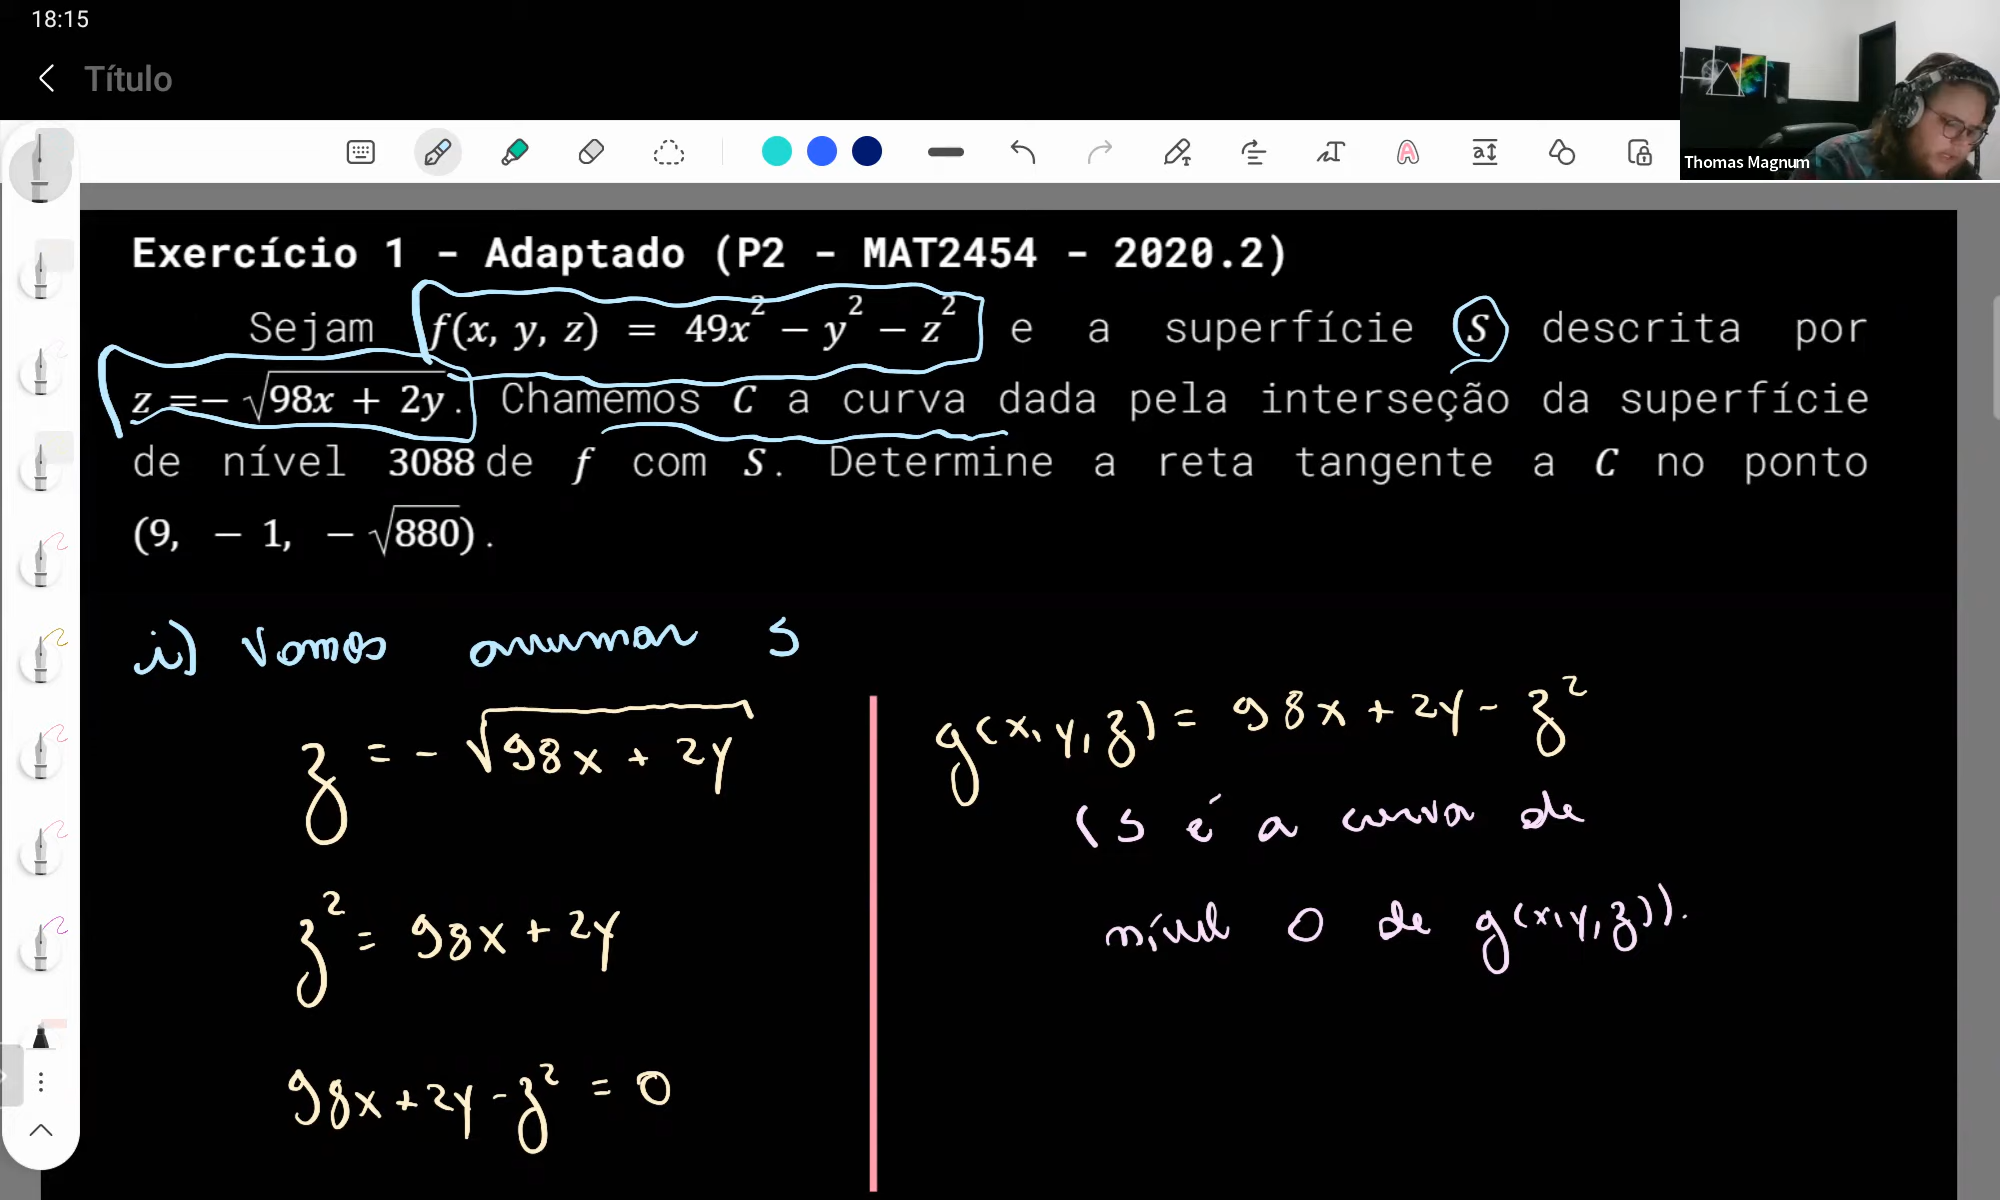 18:15
Título
Thomas Magnum
Exercício 1 - Adaptado (P2 - MAT2454 - 2020.2)
Sejam f(x, y, z) = 49x² − y² − z² e a superfície S descrita por
z = − √98x + 2y. Chamemos C a curva dada pela interseção da superfície
de nível 3088 de f com S. Determine a reta tangente a C no ponto
(9, − 1, − √880).
i) Vamos arrumar S
z = - √98x + 2y
z² = 98x + 2y
98x + 2y - z² = 0
g(x, y, z) = 98x + 2y - z²
(S é a curva de
nível 0 de g(x, y, z)).